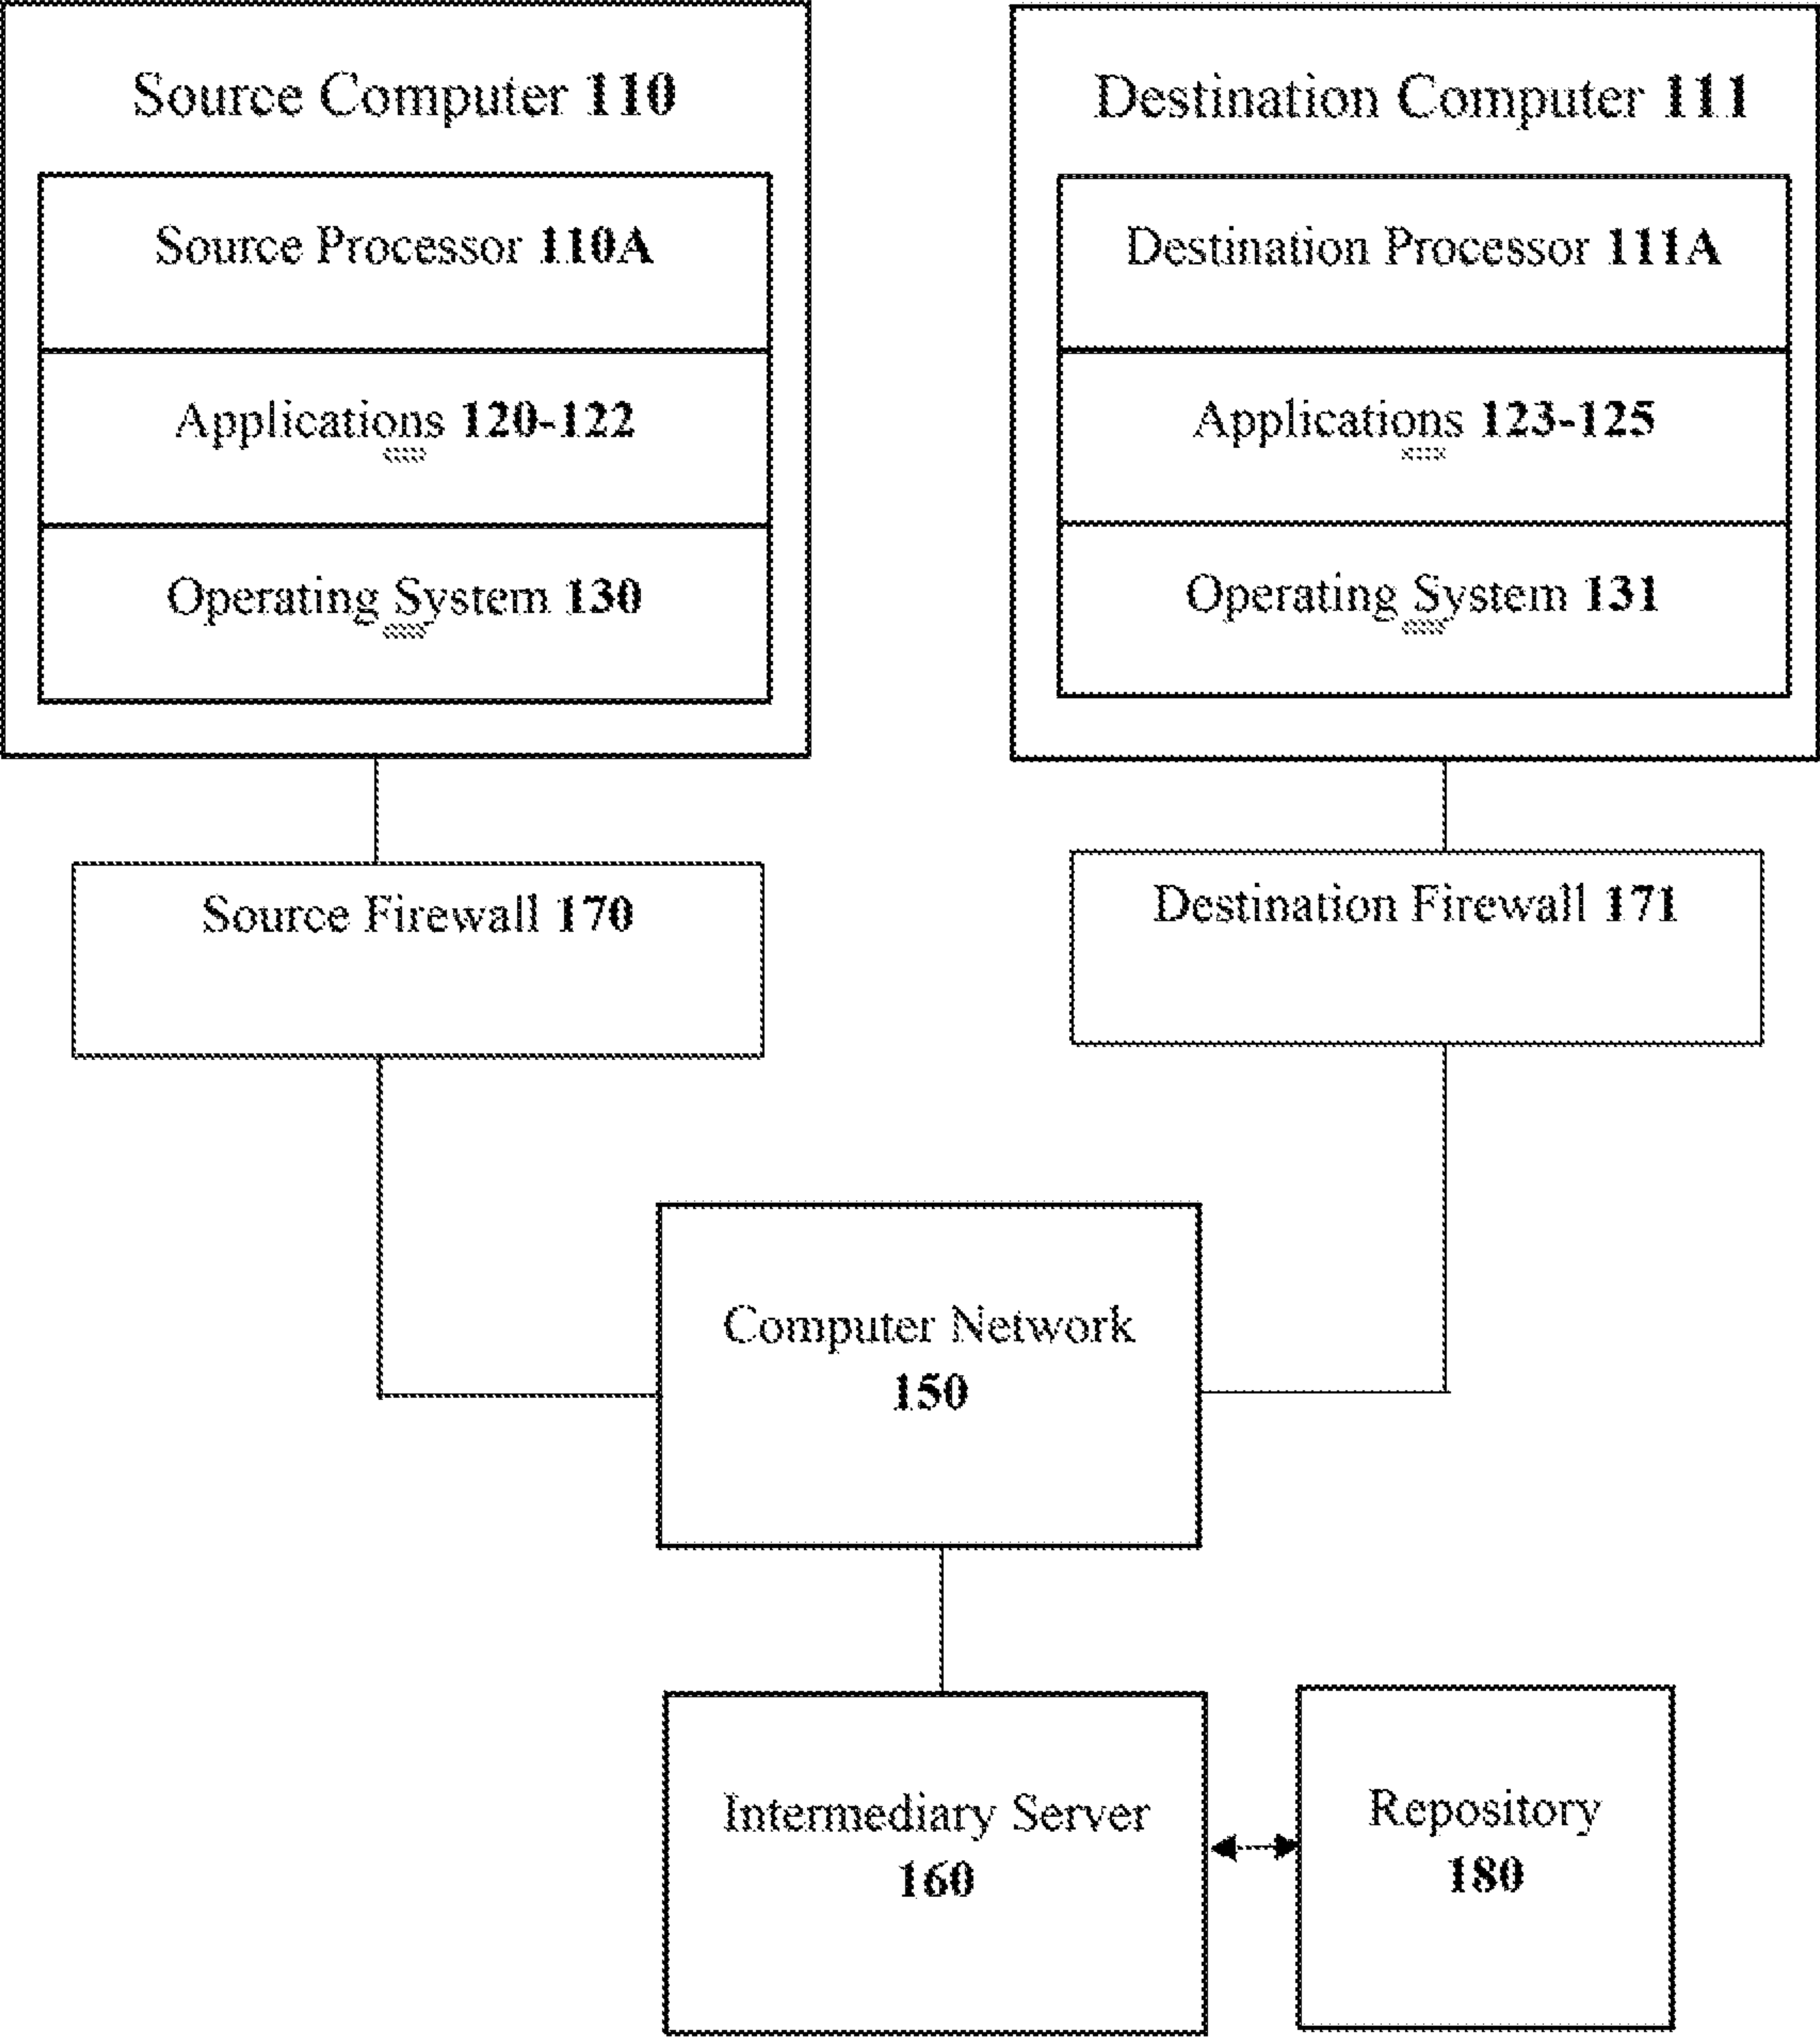 Source Computer 110
Source Processor 110A
Applications 120-122
Operating System 130
Destination Computer 111
Destination Processor 111A
Applications 123-125
Operating System 131
Source Firewall 170
Destination Firewall 171
Computer Network
150
Intermediary Server
160
Repository
180